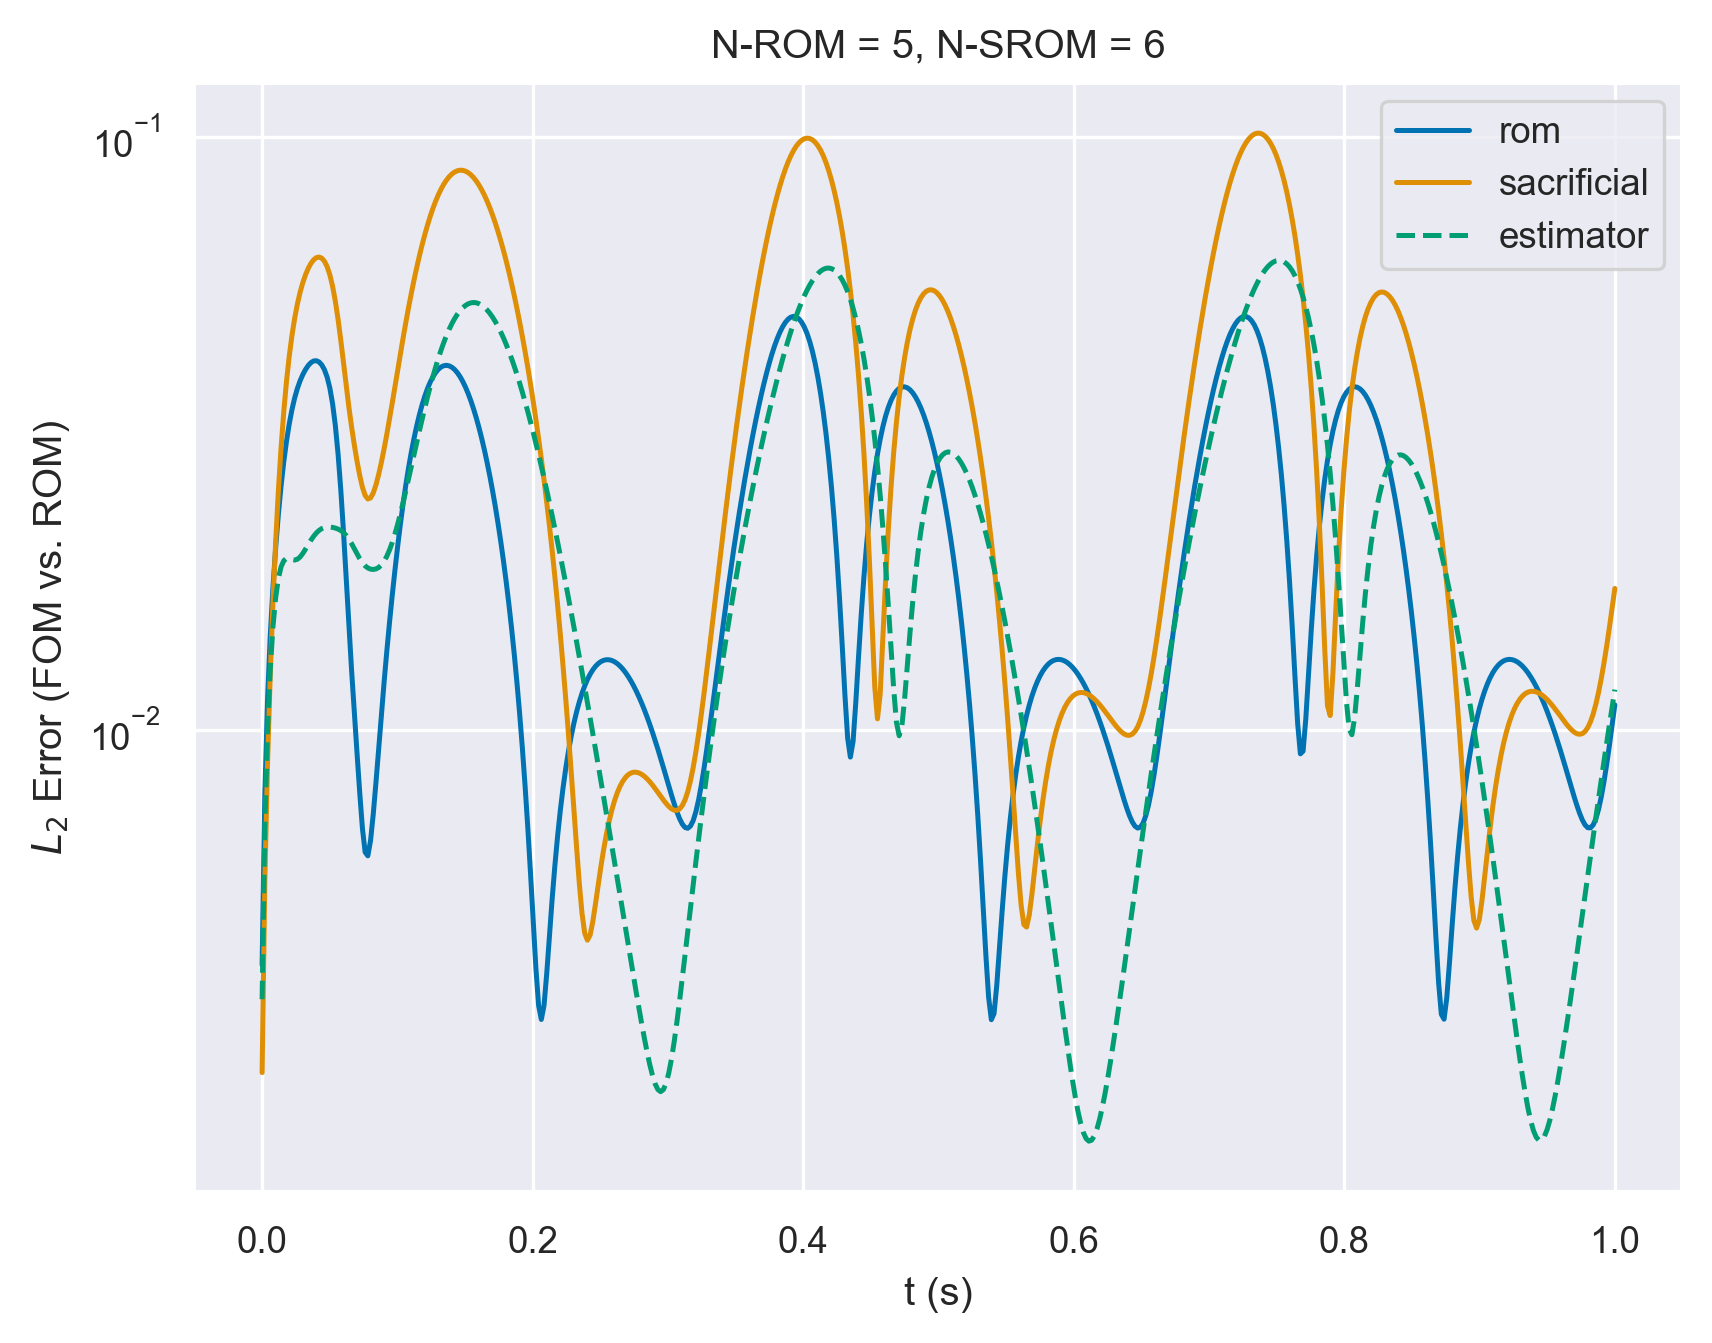 N-ROM = 5, N-SROM = 6
10⁻¹
10⁻²
L₂ Error (FOM vs. ROM)
rom
sacrificial
estimator
0.0 0.2 0.4 0.6 0.8 1.0
t (s)